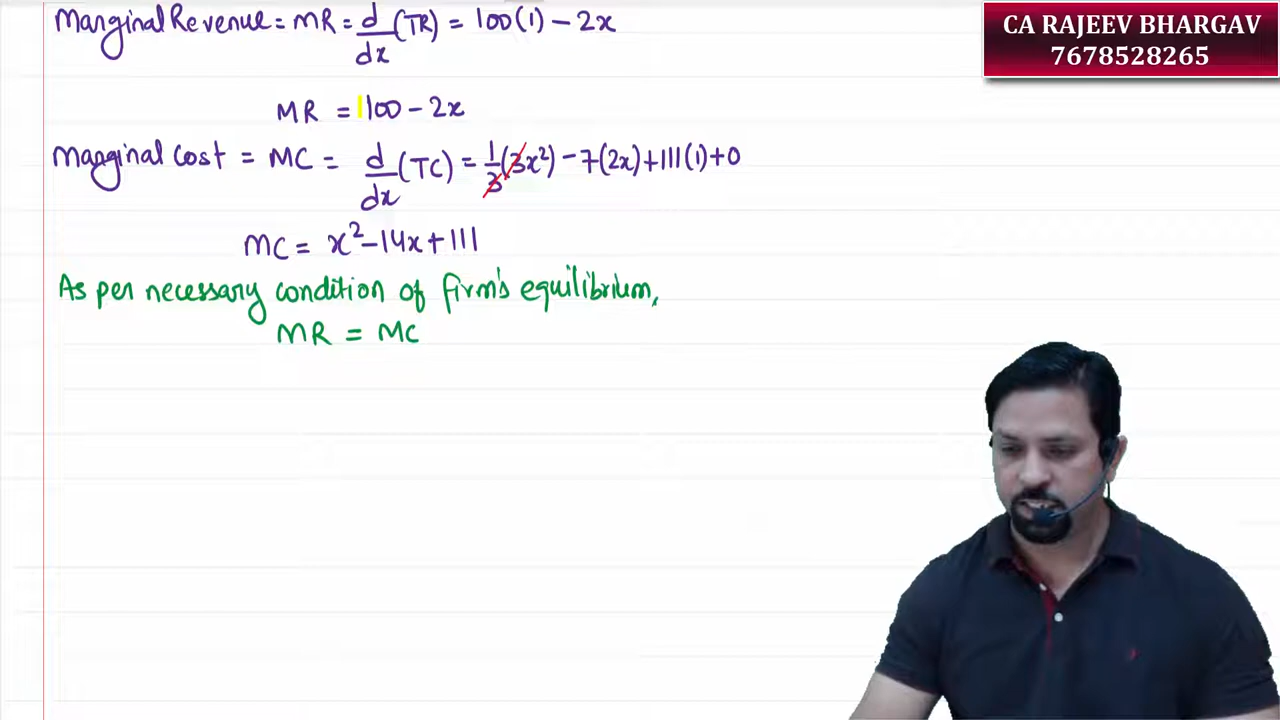 CA RAJEEV BHARGAV
7678528265
Marginal Revenue = MR = d/dx (TR) = 100(1) - 2x
MR = 100 - 2x
Marginal Cost = MC = d/dx (TC) = 1/3 (3x²) - 7(2x) + 111(1) + 0
MC = x² - 14x + 111
As per necessary condition of firm's equilibrium,
MR = MC